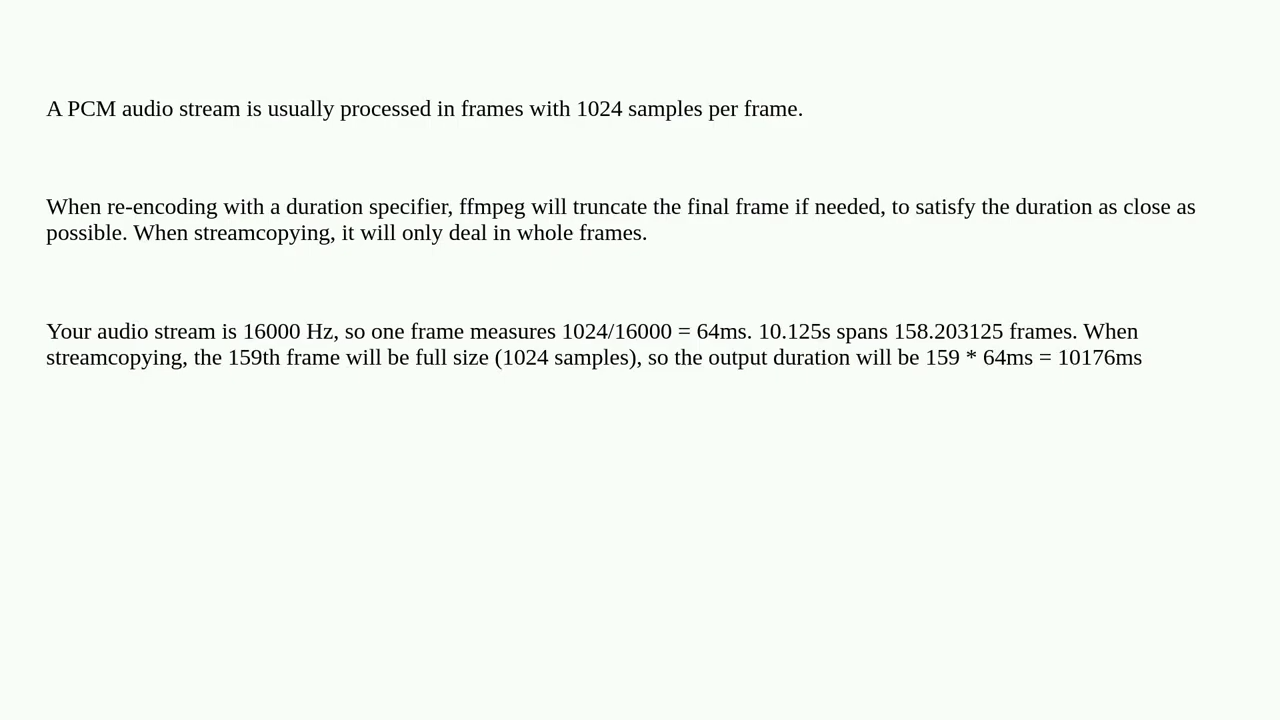 A PCM audio stream is usually processed in frames with 1024 samples per frame.
When re-encoding with a duration specifier, ffmpeg will truncate the final frame if needed, to satisfy the duration as close as
possible. When streamcopying, it will only deal in whole frames.
Your audio stream is 16000 Hz, so one frame measures 1024/16000 = 64ms. 10.125s spans 158.203125 frames. When
streamcopying, the 159th frame will be full size (1024 samples), so the output duration will be 159 * 64ms = 10176ms